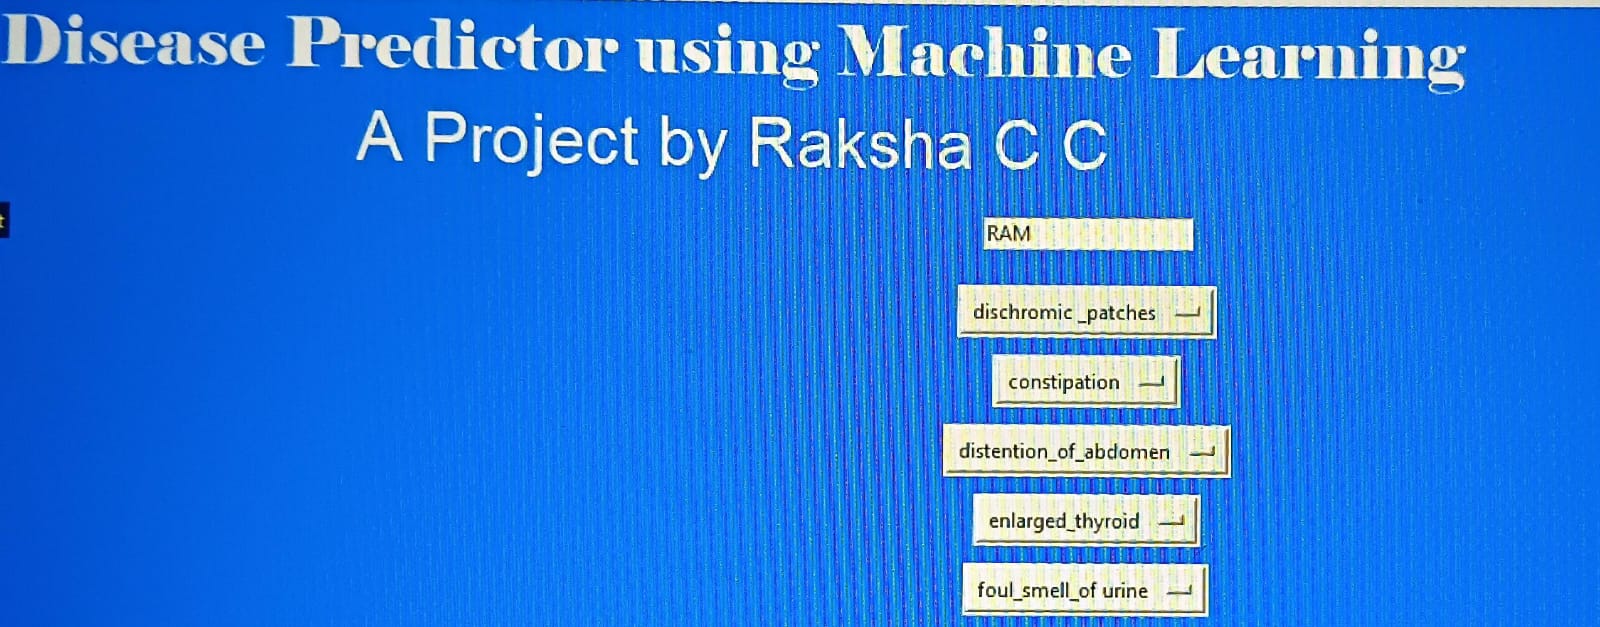 Disease Predictor using Machine Learning
A Project by Raksha C C
RAM
dischromic _patches
constipation
distention_of_abdomen
enlarged_thyroid
foul_smell_of urine